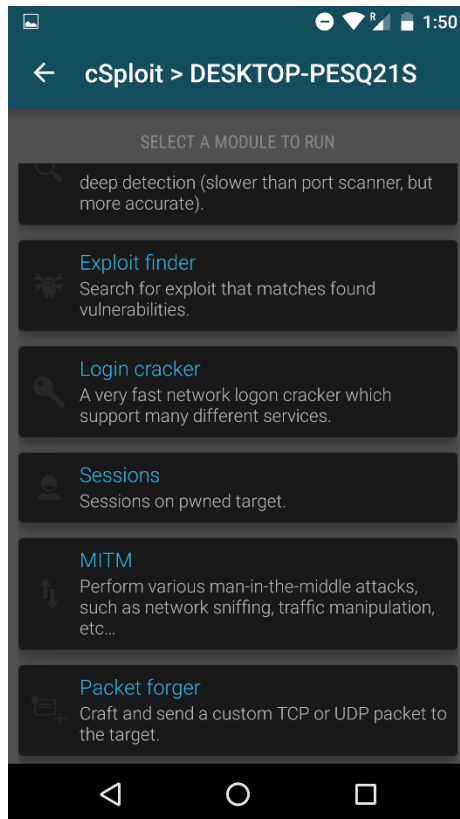 R
1:50
cSploit > DESKTOP-PESQ21S
SELECT A MODULE TO RUN
deep detection (slower than port scanner, but
more accurate).
Exploit finder
Search for exploit that matches found
vulnerabilities.
Login cracker
A very fast network logon cracker which
support many different services.
Sessions
Sessions on pwned target.
MITM
Perform various man-in-the-middle attacks,
such as network sniffing, traffic manipulation,
etc...
Packet forger
Craft and send a custom TCP or UDP packet to
the target.